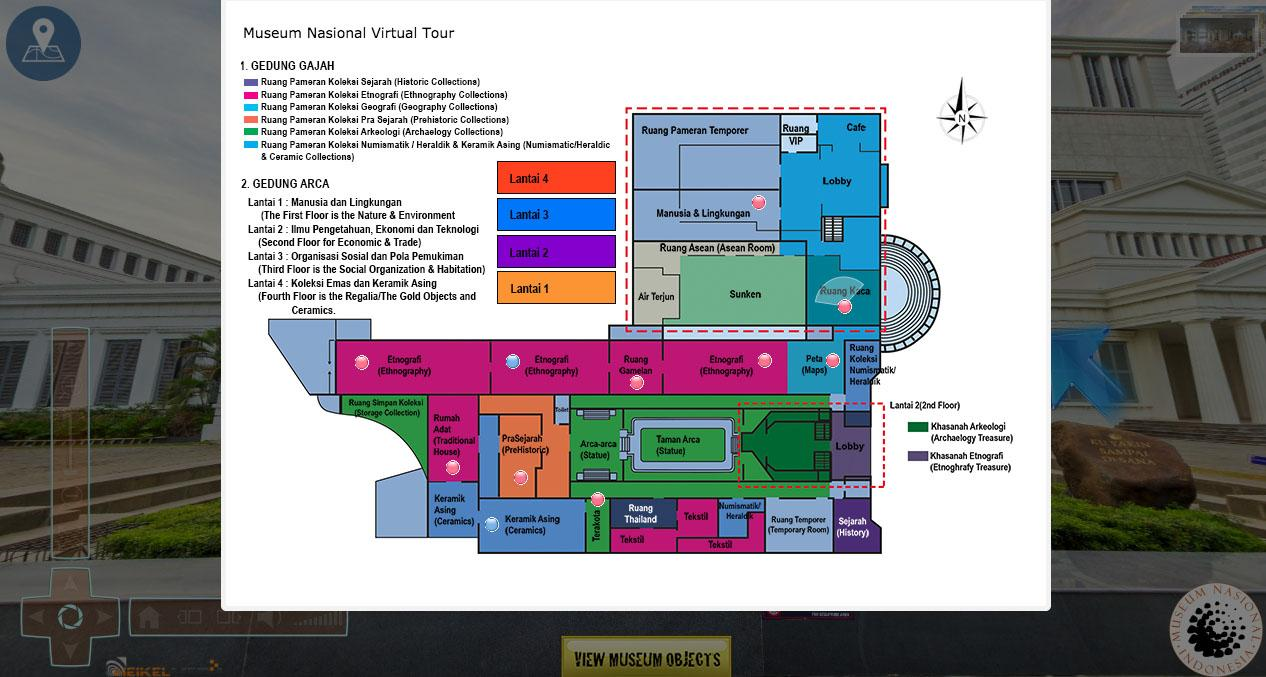 Museum Nasional Virtual Tour
1. GEDUNG GAJAH
Ruang Pameran Koleksi Sejarah (Historic Collections)
Ruang Pameran Koleksi Etnografi (Ethnography Collections)
Ruang Pameran Koleksi Geografi (Geography Collections)
Ruang Pameran Koleksi Pra Sejarah (Prehistoric Collections)
Ruang Pameran Koleksi Arkeologi (Archaelogy Collections)
Ruang Pameran Koleksi Numismatik / Heraldik & Keramik Asing (Numismatic/Heraldic
& Ceramic Collections)
2. GEDUNG ARCA
Lantai 1 : Manusia dan Lingkungan
(The First Floor is the Nature & Environment
Lantai 2 : Ilmu Pengetahuan, Ekonomi dan Teknologi
(Second Floor for Economic & Trade)
Lantai 3 : Organisasi Sosial dan Pola Pemukiman
(Third Floor is the Social Organization & Habitation)
Lantai 4 : Koleksi Emas dan Keramik Asing
(Fourth Floor is the Regalia/The Gold Objects and
Ceramics.
Lantai 4
Lantai 3
Lantai 2
Lantai 1
N
Ruang Pameran Temporer
Ruang
VIP
Cafe
Lobby
Manusia & Lingkungan
Ruang Asean (Asean Room)
Air Terjun
Sunken
Ruang Kaca
Etnografi
(Ethnography)
Etnografi
(Ethnography)
Ruang
Gamelan
Etnografi
(Ethnography)
Peta
(Maps)
Ruang
Koleksi
Numismatik/
Heraldik
Ruang Simpan Koleksi
(Storage Collection)
Rumah
Adat
(Traditional
House)
PraSejarah
(PreHistoric)
Toilet
Arca-arca
(Statue)
Taman Arca
(Statue)
Lobby
Lantai 2(2nd Floor)
Khasanah Arkeologi
(Archaelogy Treasure)
Khasanah Etnografi
(Etnoghrafy Treasure)
Keramik
Asing
(Ceramics)
Keramik Asing
(Ceramics)
Terakota
Ruang
Thailand
Tekstil
Tekstil
Tekstil
Numismatik/
Heraldik
Ruang Temporer
(Temporary Room)
Sejarah
(History)
VIEW MUSEUM OBJECTS
MUSEUM NASIONAL
INDONESIA